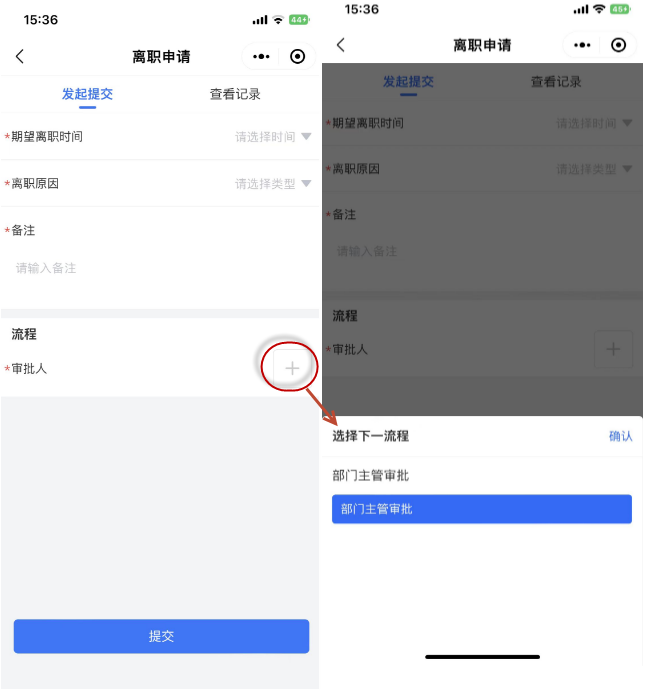 15:36
44+
离职申请
发起提交
查看记录
*期望离职时间
请选择时间
*离职原因
请选择类型
*备注
请输入备注
流程
*审批人
提交
15:36
45+
离职申请
发起提交
查看记录
*期望离职时间
请选择时间
*离职原因
请选择类型
*备注
请输入备注
流程
*审批人
选择下一流程
确认
部门主管审批
部门主管审批